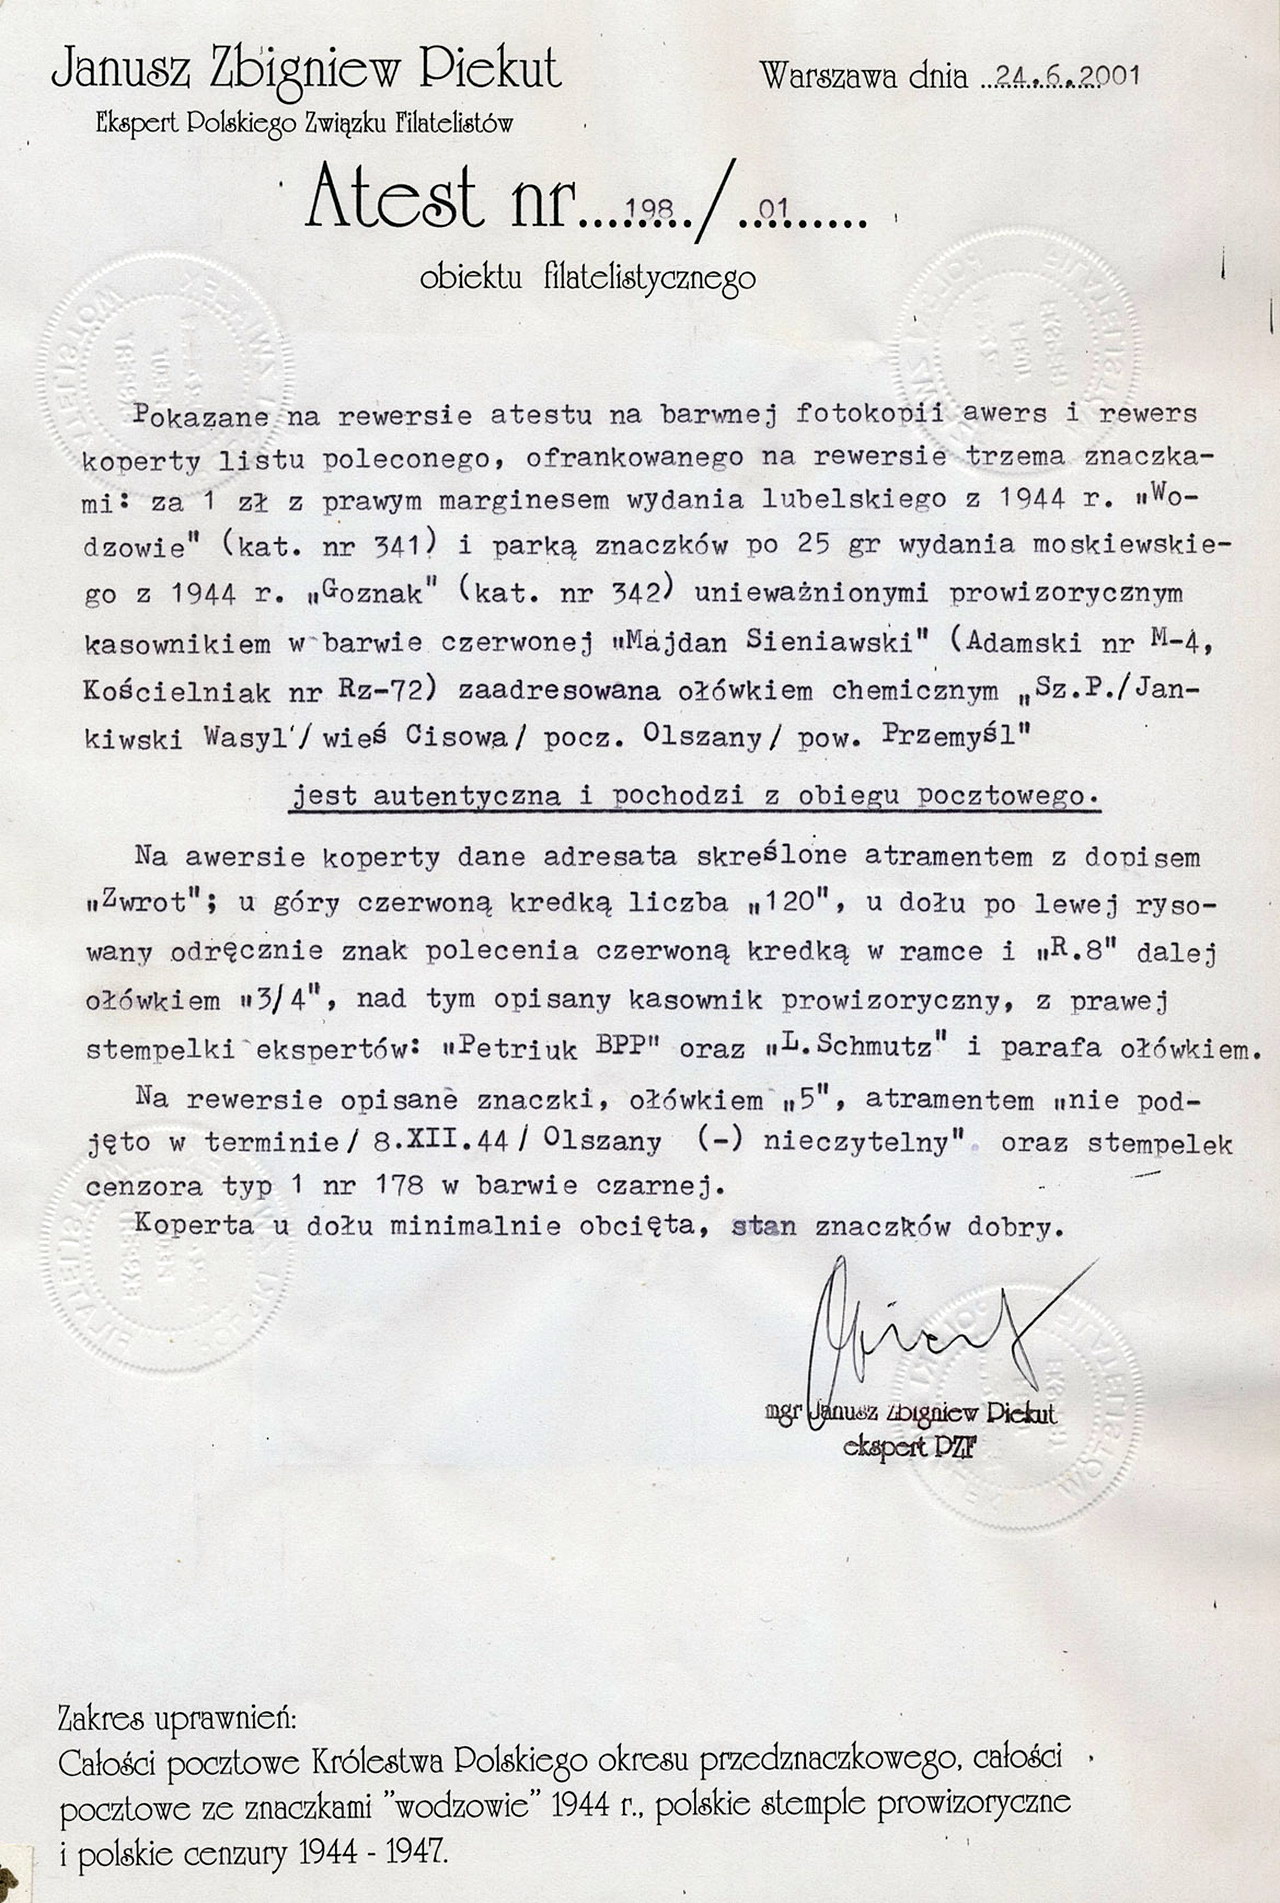 Janusz Zbigniew Piekut
Warszawa dnia ..24.6.2001
Ekspert Polskiego Związku Filatelistów
Atest nr....198./..01......
obiektu filatelistycznego
Pokazane na rewersie atestu na barwnej fotokopii awers i rewers
koperty listu poleconego, ofrankowanego na rewersie trzema znaczka-
mi: za 1 zł z prawym marginesem wydania lubelskiego z 1944 r. „Wo-
dzowie" (kat. nr 341) i parką znaczków po 25 gr wydania moskiewskie-
go z 1944 r. „Goznak" (kat. nr 342) unieważnionymi prowizorycznym
kasownikiem w barwie czerwonej „Majdan Sieniawski" (Adamski nr M-4,
Kościelniak nr Rz-72) zaadresowana ołówkiem chemicznym „Sz.P./Jan-
kiwski Wasyl'/ wieś Cisowa/ pocz. Olszany/ pow. Przemyśl"
jest autentyczna i pochodzi z obiegu pocztowego.
Na awersie koperty dane adresata skreślone atramentem z dopisem
„Zwrot"; u góry czerwoną kredką liczba „120", u dołu po lewej ryso-
wany odręcznie znak polecenia czerwoną kredką w ramce i „R.8" dalej
ołówkiem „3/4", nad tym opisany kasownik prowizoryczny, z prawej
stempelki ekspertów: „Petriuk BPP" oraz „L.Schmutz" i parafa ołówkiem.
Na rewersie opisane znaczki, ołówkiem „5", atramentem „nie pod-
jęto w terminie/ 8.XII.44/ Olszany (-) nieczytelny" oraz stempelek
cenzora typ 1 nr 178 w barwie czarnej.
Koperta u dołu minimalnie obcięta, stan znaczków dobry.
mgr Janusz Zbigniew Piekut
ekspert PZF
Zakres uprawnień:
Całości pocztowe Królestwa Polskiego okresu przedznaczkowego, całości
pocztowe ze znaczkami "wodzowie" 1944 r., polskie stemple prowizoryczne
i polskie cenzury 1944 - 1947.